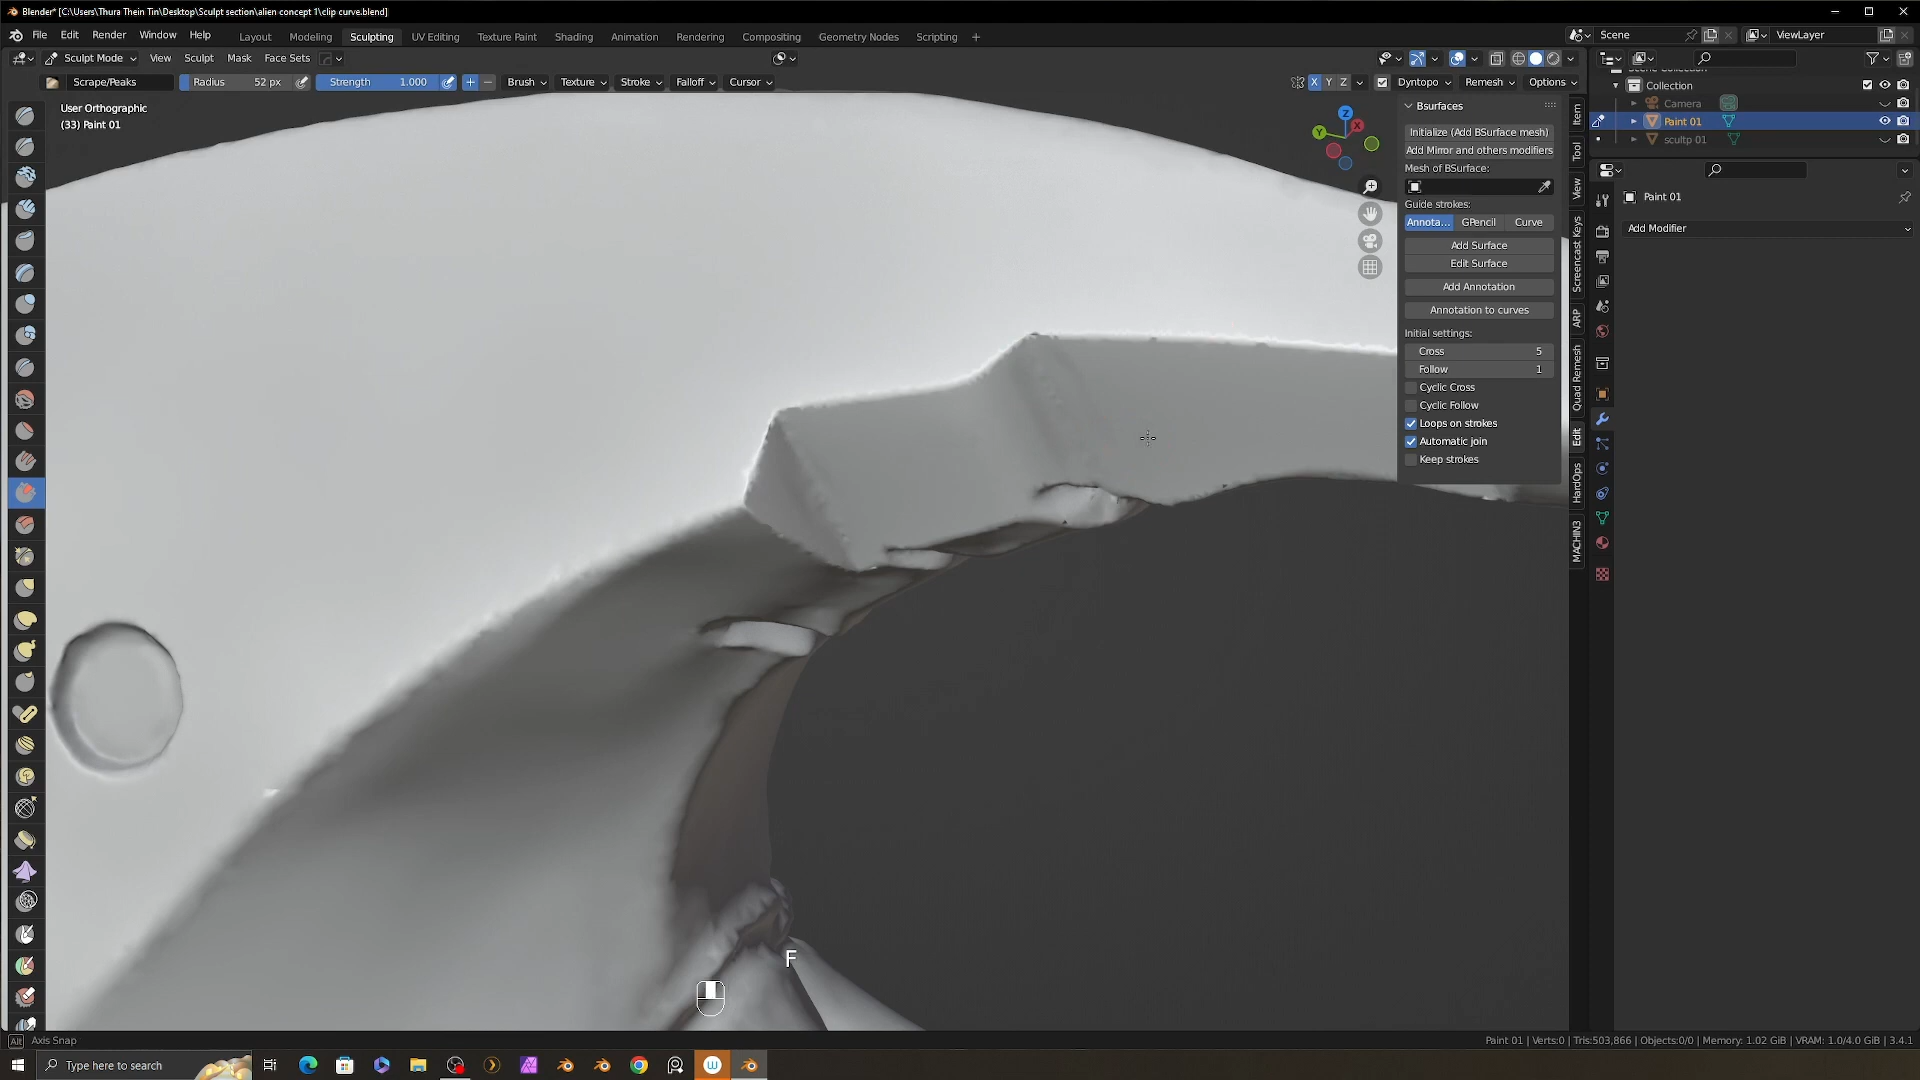 Blender* [C:\Users\Thura Thein Tin\Desktop\Sculpt section\alien concept 1\clip curve.blend]
File Edit Render Window Help Layout Modeling Sculpting UV Editing Texture Paint Shading Animation Rendering Compositing Geometry Nodes Scripting + Scene ViewLayer
Sculpt Mode View Sculpt Mask Face Sets
Scrape/Peaks Radius 52 px Strength 1.000 Brush Texture Stroke Falloff Cursor X Y Z Dyntopo Remesh Options
User Orthographic
(33) Paint 01
Z
X
Y
Bsurfaces
Initialize (Add BSurface mesh)
Add Mirror and others modifiers
Mesh of BSurface:
Guide strokes:
Annota... GPencil Curve
Add Surface
Edit Surface
Add Annotation
Annotation to curves
Initial settings:
Cross 5
Follow 1
Cyclic Cross
Cyclic Follow
Loops on strokes
Automatic join
Keep strokes
Item
Tool
View
Screencast Keys
ARP
Quad Remesh
Edit
HardOps
MACHIN3
Collection
Camera
Paint 01
scultp 01
Paint 01
Add Modifier
F
Alt Axis Snap
Paint 01 | Verts:0 | Tris:503,866 | Objects:0/0 | Memory: 1.02 GiB | VRAM: 1.0/4.0 GiB | 3.4.1
Type here to search